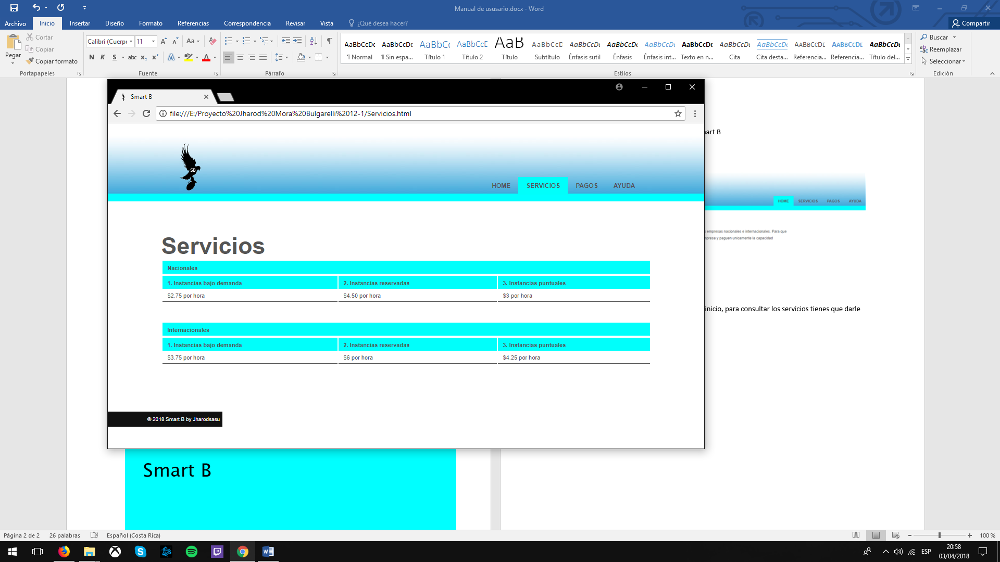 Manual de ususario.docx - Word
Archivo Inicio Insertar Diseño Formato Referencias Correspondencia Revisar Vista ¿Qué desea hacer? Compartir
Pegar
Cortar
Copiar
Copiar formato
Portapapeles
Calibri (Cuerpo 11
N K S abc x₂ x²
Fuente
Párrafo
AaBbCcDc AaBbCcDc AaBbCc AaBbCcD AaB AaBbCcD AaBbCcDc AaBbCcDc AaBbCcDc AaBbCcDc AaBbCcDc AaBbCcDc AABBCCDD AABBCCDD AaBbCcDc
¶ Normal ¶ Sin espa... Título 1 Título 2 Título Subtítulo Énfasis sutil Énfasis Énfasis int... Texto en n... Cita Cita desta... Referencia... Referencia... Título del...
Estilos
Buscar
Reemplazar
Seleccionar
Edición
Smart B
file:///E:/Proyecto%20Jharod%20Mora%20Bulgarelli%2012-1/Servicios.html
SB
HOME SERVICIOS PAGOS AYUDA
Servicios
Nacionales
1. Instancias bajo demanda 2. Instancias reservadas 3. Instancias puntuales
$2.75 por hora $4.50 por hora $3 por hora
Internacionales
1. Instancias bajo demanda 2. Instancias reservadas 3. Instancias puntuales
$3.75 por hora $6 por hora $4.25 por hora
© 2018 Smart B by Jharodsasu
Smart B
nart B
HOME SERVICIOS PAGOS AYUDA
empresas nacionales e internacionales. Para que
presa y paguen unicamente la capacidad
inicio, para consultar los servicios tienes que darle
Página 2 de 2 26 palabras Español (Costa Rica) 100 %
ESP
20:58
03/04/2018